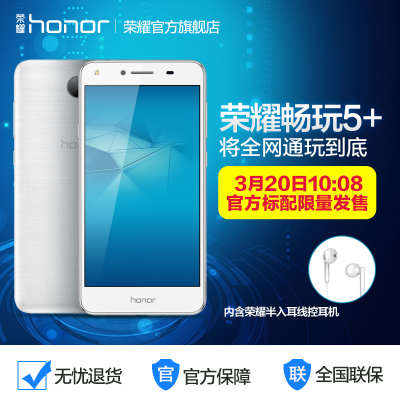 荣耀 honor | 荣耀官方旗舰店
荣耀畅玩5+
将全网通玩到底
3月20日10:08
官方标配限量发售
honor
honor
内含荣耀半入耳线控耳机
无忧退货
官 官方保障
联 全国联保